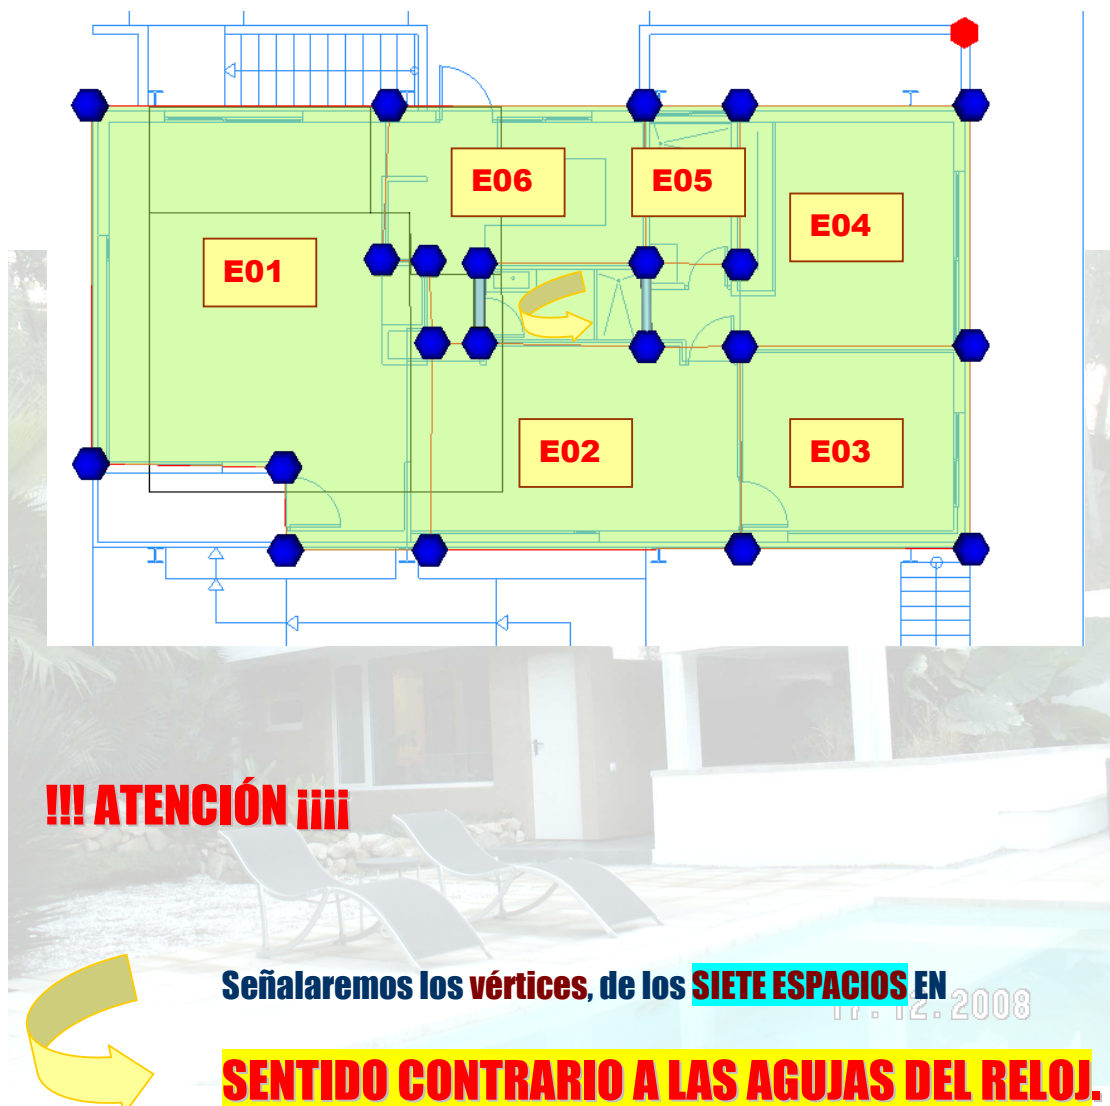 E06
E05
E04
E01
E02
E03
!!! ATENCIÓN ¡¡¡¡
Señalaremos los vértices, de los SIETE ESPACIOS EN
17.12.2008
SENTIDO CONTRARIO A LAS AGUJAS DEL RELOJ.